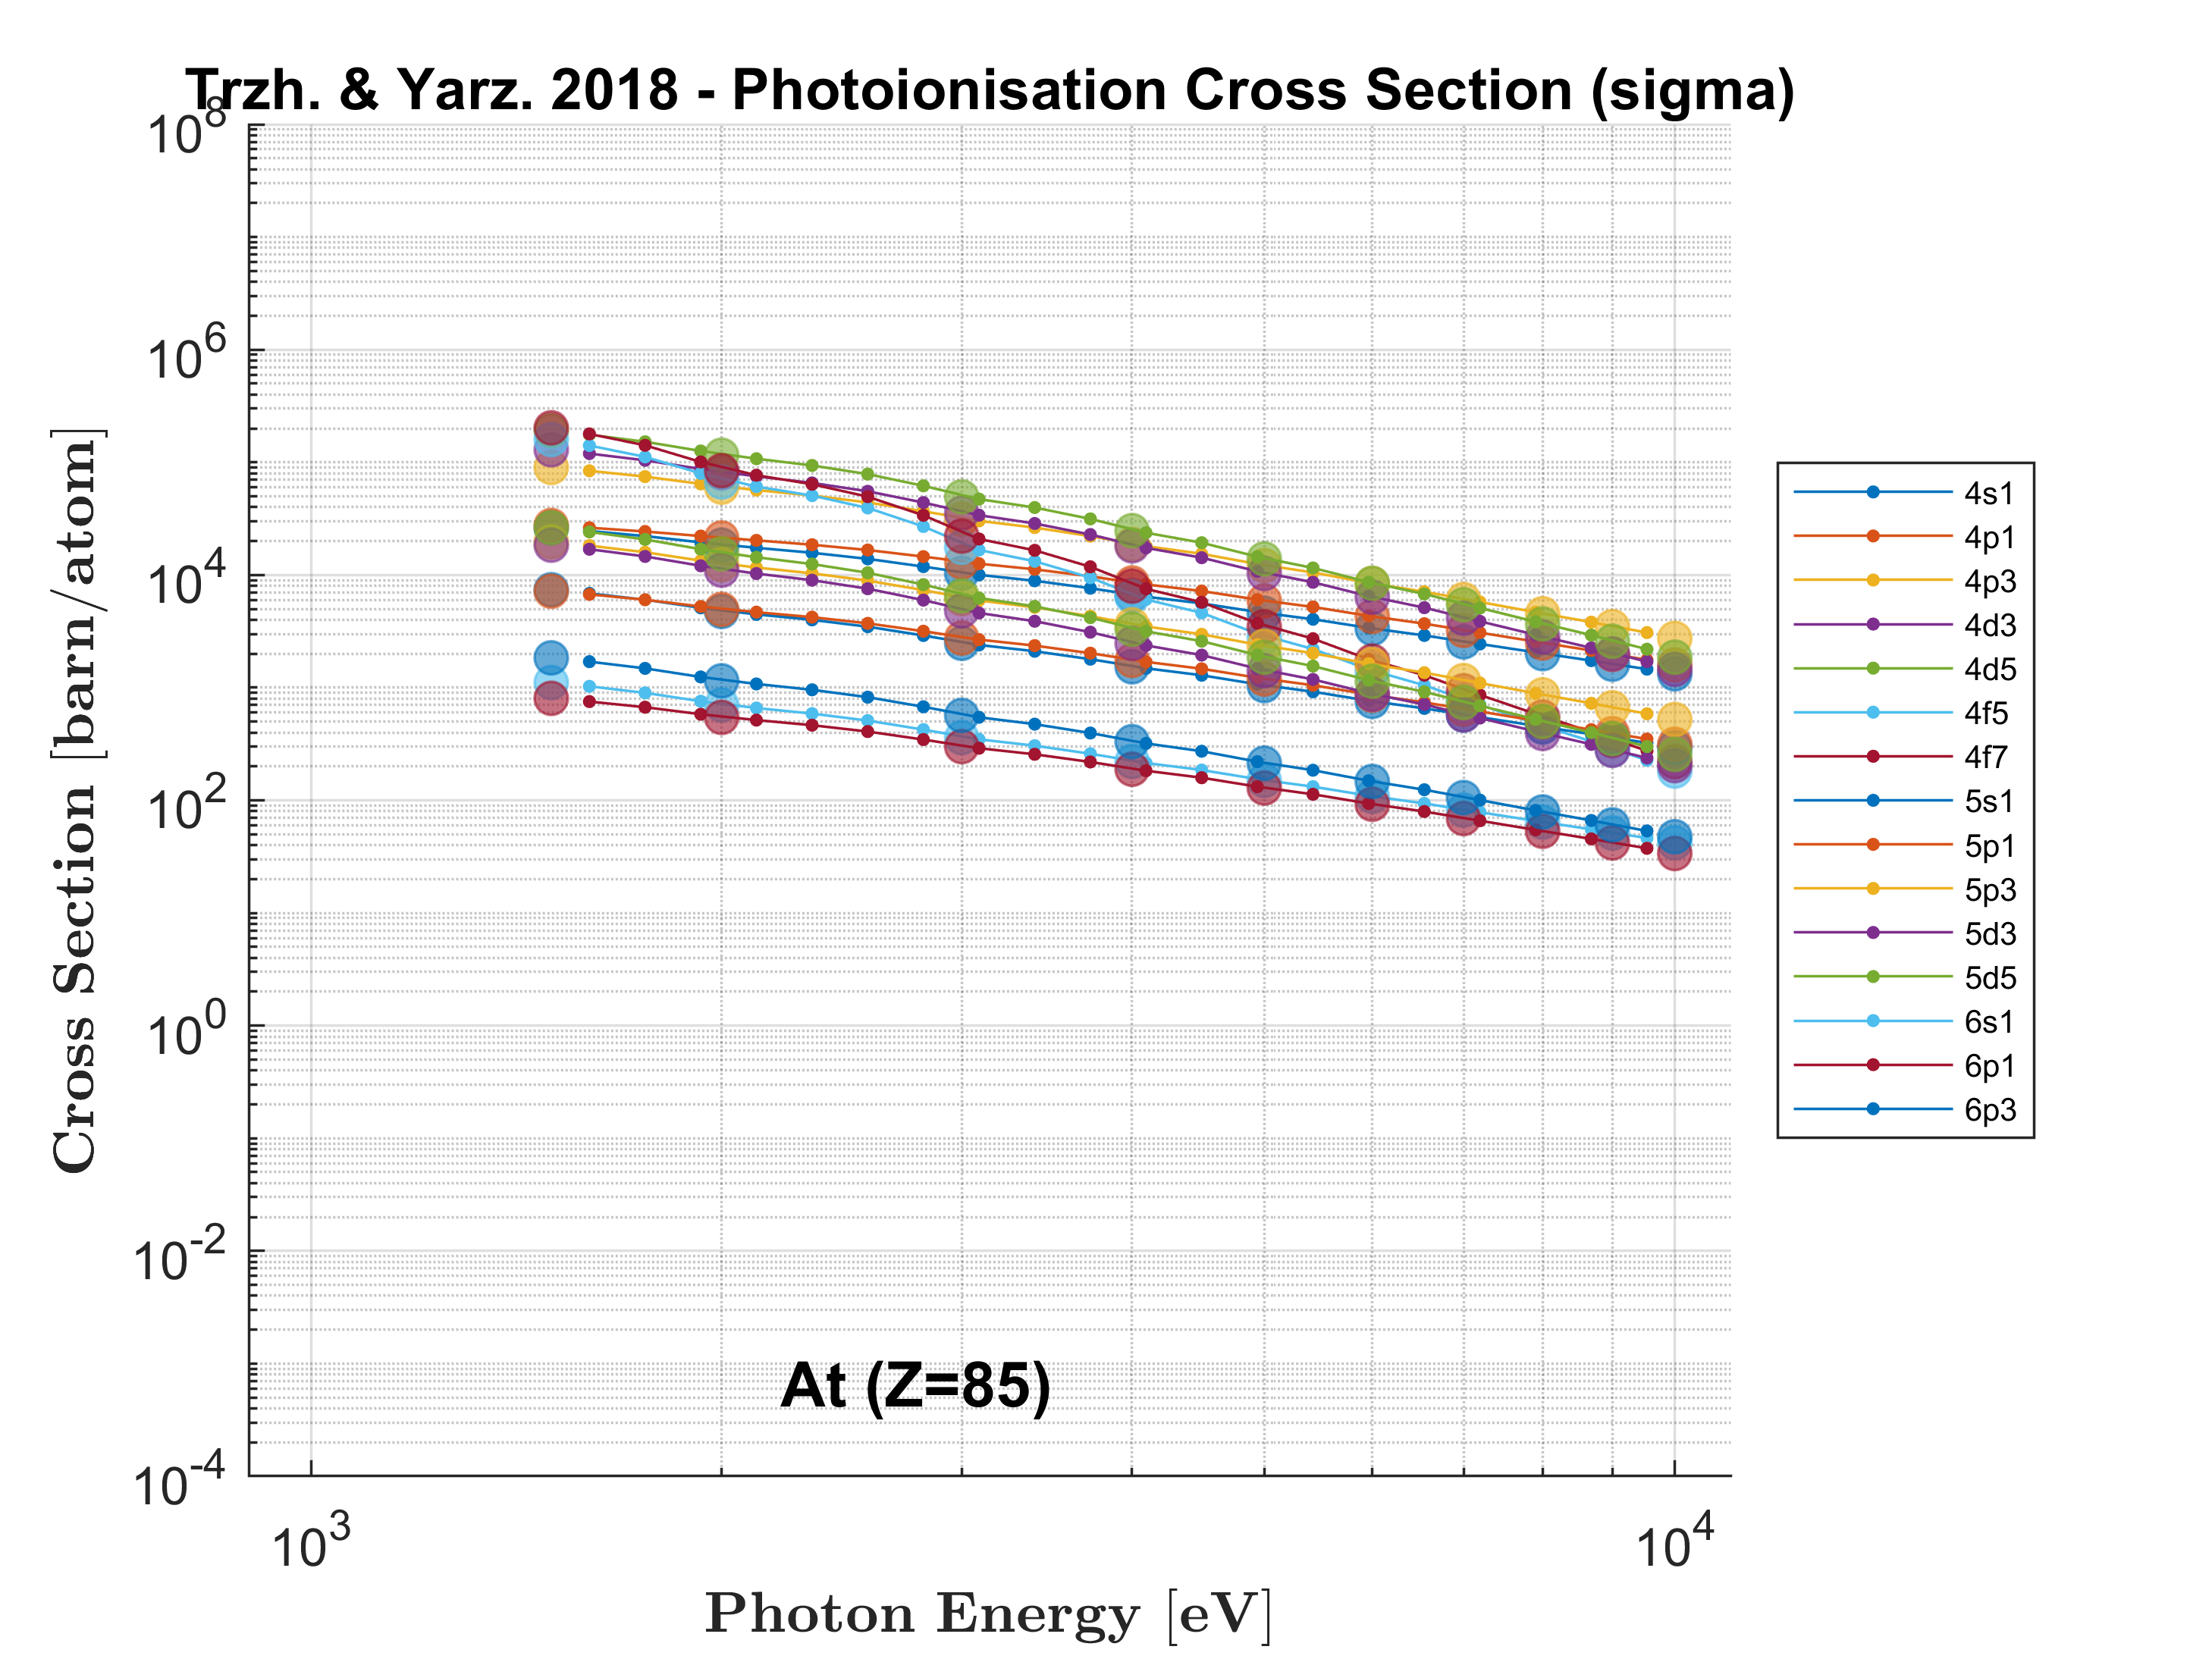 Trzh. & Yarz. 2018 - Photoionisation Cross Section (sigma)
10^8
10^6
10^4
10^2
10^0
10^-2
10^-4
Cross Section [barn/atom]
At (Z=85)
10^3
10^4
Photon Energy [eV]
4s1
4p1
4p3
4d3
4d5
4f5
4f7
5s1
5p1
5p3
5d3
5d5
6s1
6p1
6p3